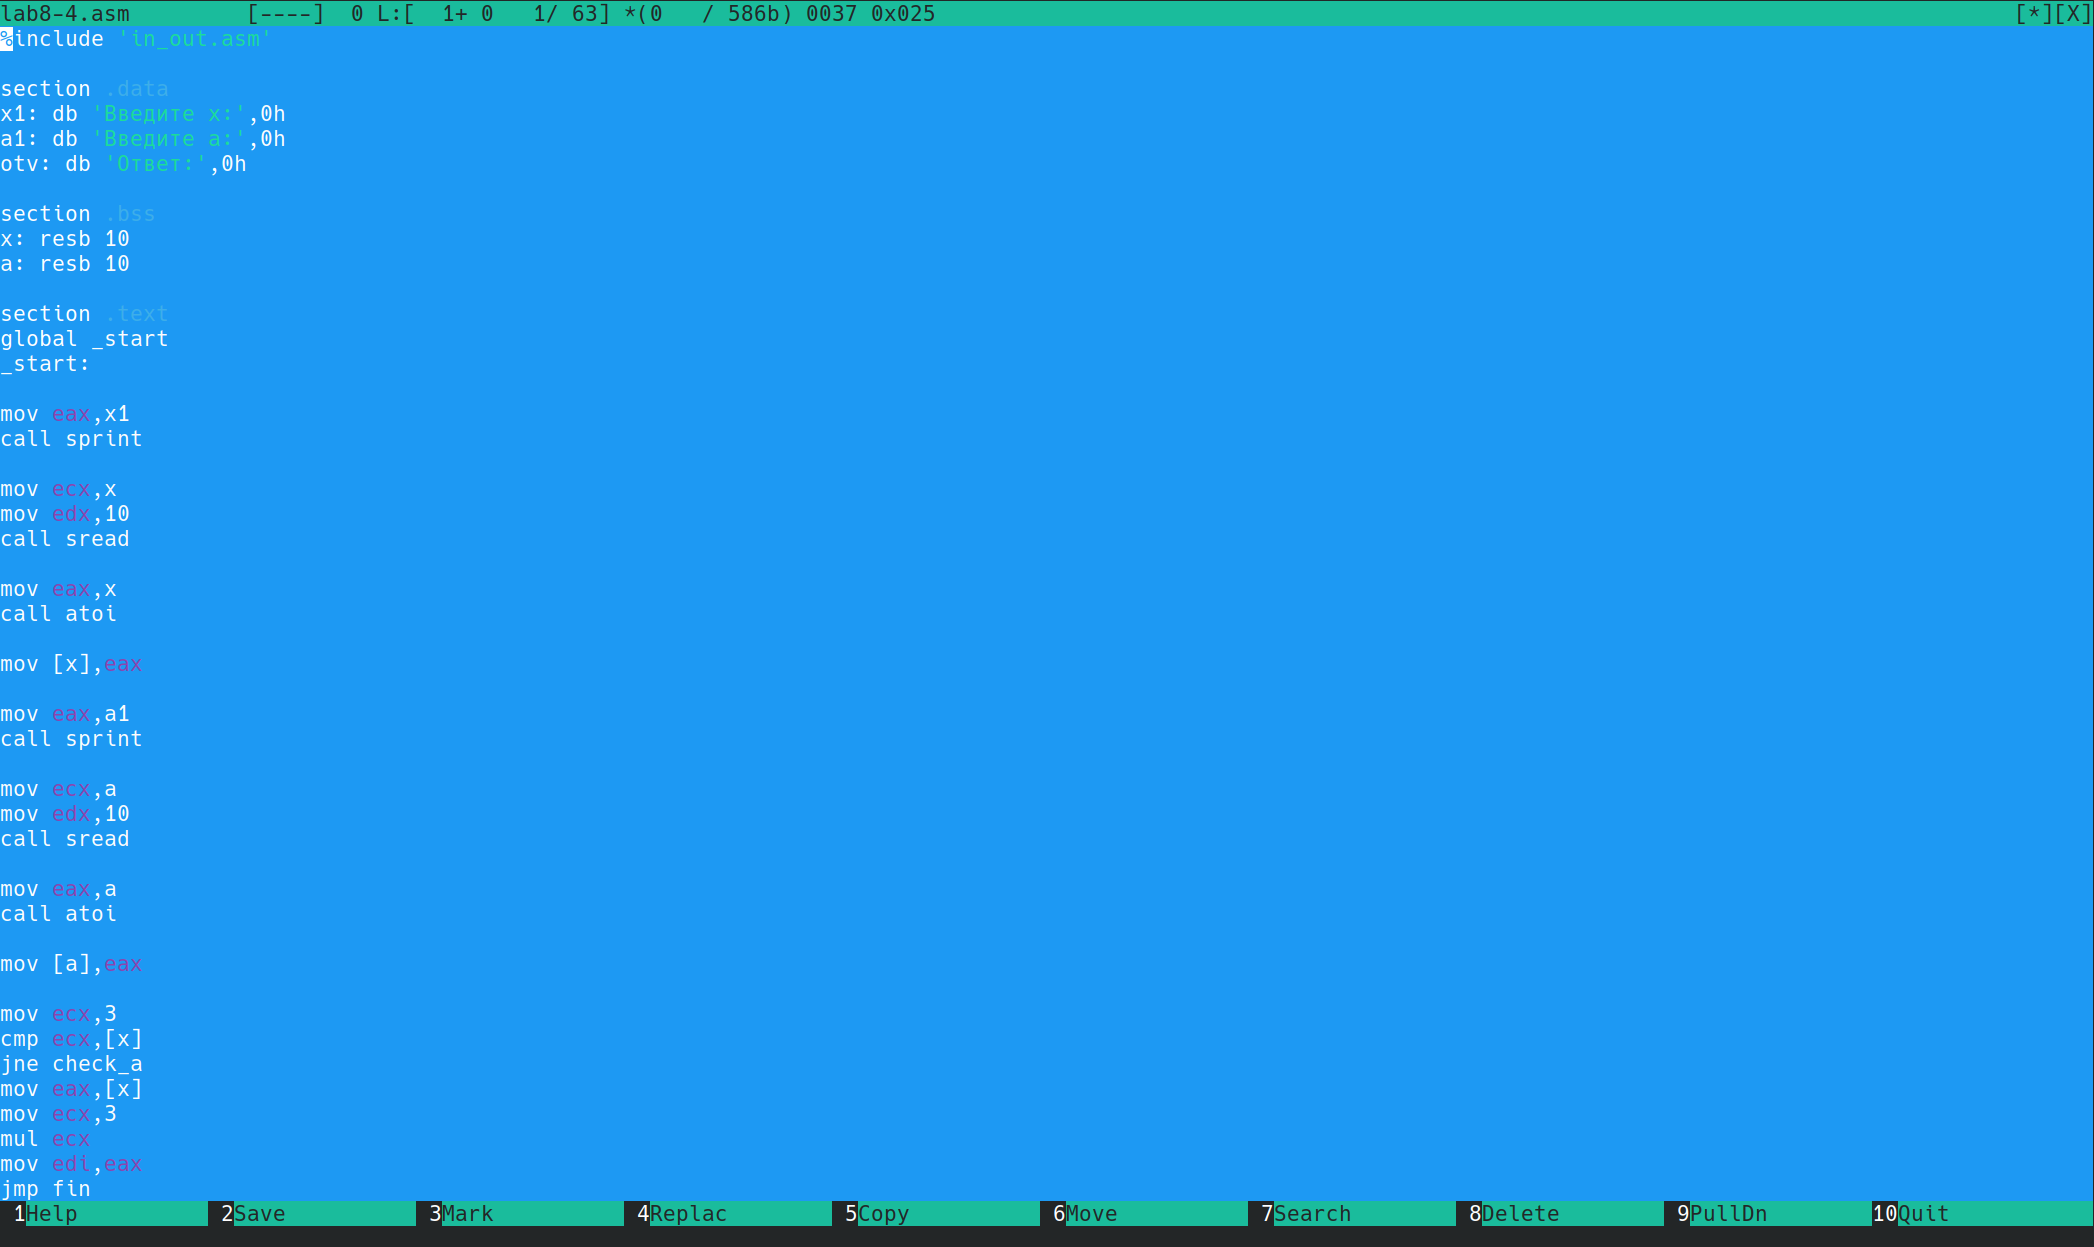 lab8-4.asm [----] 0 L:[ 1+ 0 1/ 63] *(0 / 586b) 0037 0x025 [*][X]
%include 'in_out.asm'
section .data
x1: db 'Введите x:',0h
a1: db 'Введите a:',0h
otv: db 'Ответ:',0h
section .bss
x: resb 10
a: resb 10
section .text
global _start
_start:
mov eax,x1
call sprint
mov ecx,x
mov edx,10
call sread
mov eax,x
call atoi
mov [x],eax
mov eax,a1
call sprint
mov ecx,a
mov edx,10
call sread
mov eax,a
call atoi
mov [a],eax
mov ecx,3
cmp ecx,[x]
jne check_a
mov eax,[x]
mov ecx,3
mul ecx
mov edi,eax
jmp fin
1Help 2Save 3Mark 4Replac 5Copy 6Move 7Search 8Delete 9PullDn 10Quit